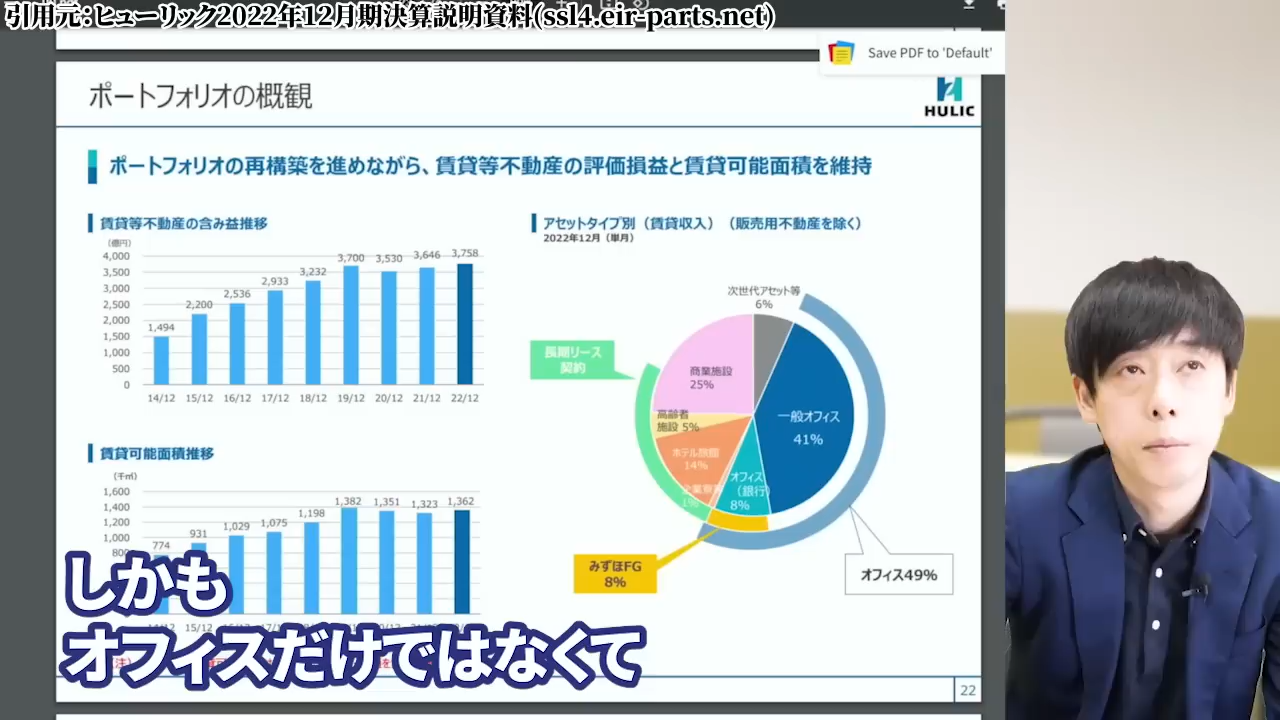 引用元:ヒューリック2022年12月期決算説明資料(ssl4.eir-parts.net)
Save PDF to 'Default'
ポートフォリオの概観
HULIC
ポートフォリオの再構築を進めながら、賃貸等不動産の評価損益と賃貸可能面積を維持
賃貸等不動産の含み益推移
(億円)
4,000
3,500
3,000
2,500
2,000
1,500
1,000
500
0
1,494
2,200
2,536
2,933
3,232
3,700
3,530
3,646
3,758
14/12 15/12 16/12 17/12 18/12 19/12 20/12 21/12 22/12
アセットタイプ別(賃貸収入)(販売用不動産を除く)
2022年12月(単月)
次世代アセット等
6%
一般オフィス
41%
オフィス
(銀行)
8%
1%
ホテル旅館
14%
高齢者
施設 5%
商業施設
25%
長期リース
契約
みずほFG
8%
オフィス49%
賃貸可能面積推移
(千㎡)
1,600
1,400
1,200
1,000
800
774
931
1,029
1,075
1,198
1,382
1,351
1,323
1,362
15/12
しかも
オフィスだけではなくて
22